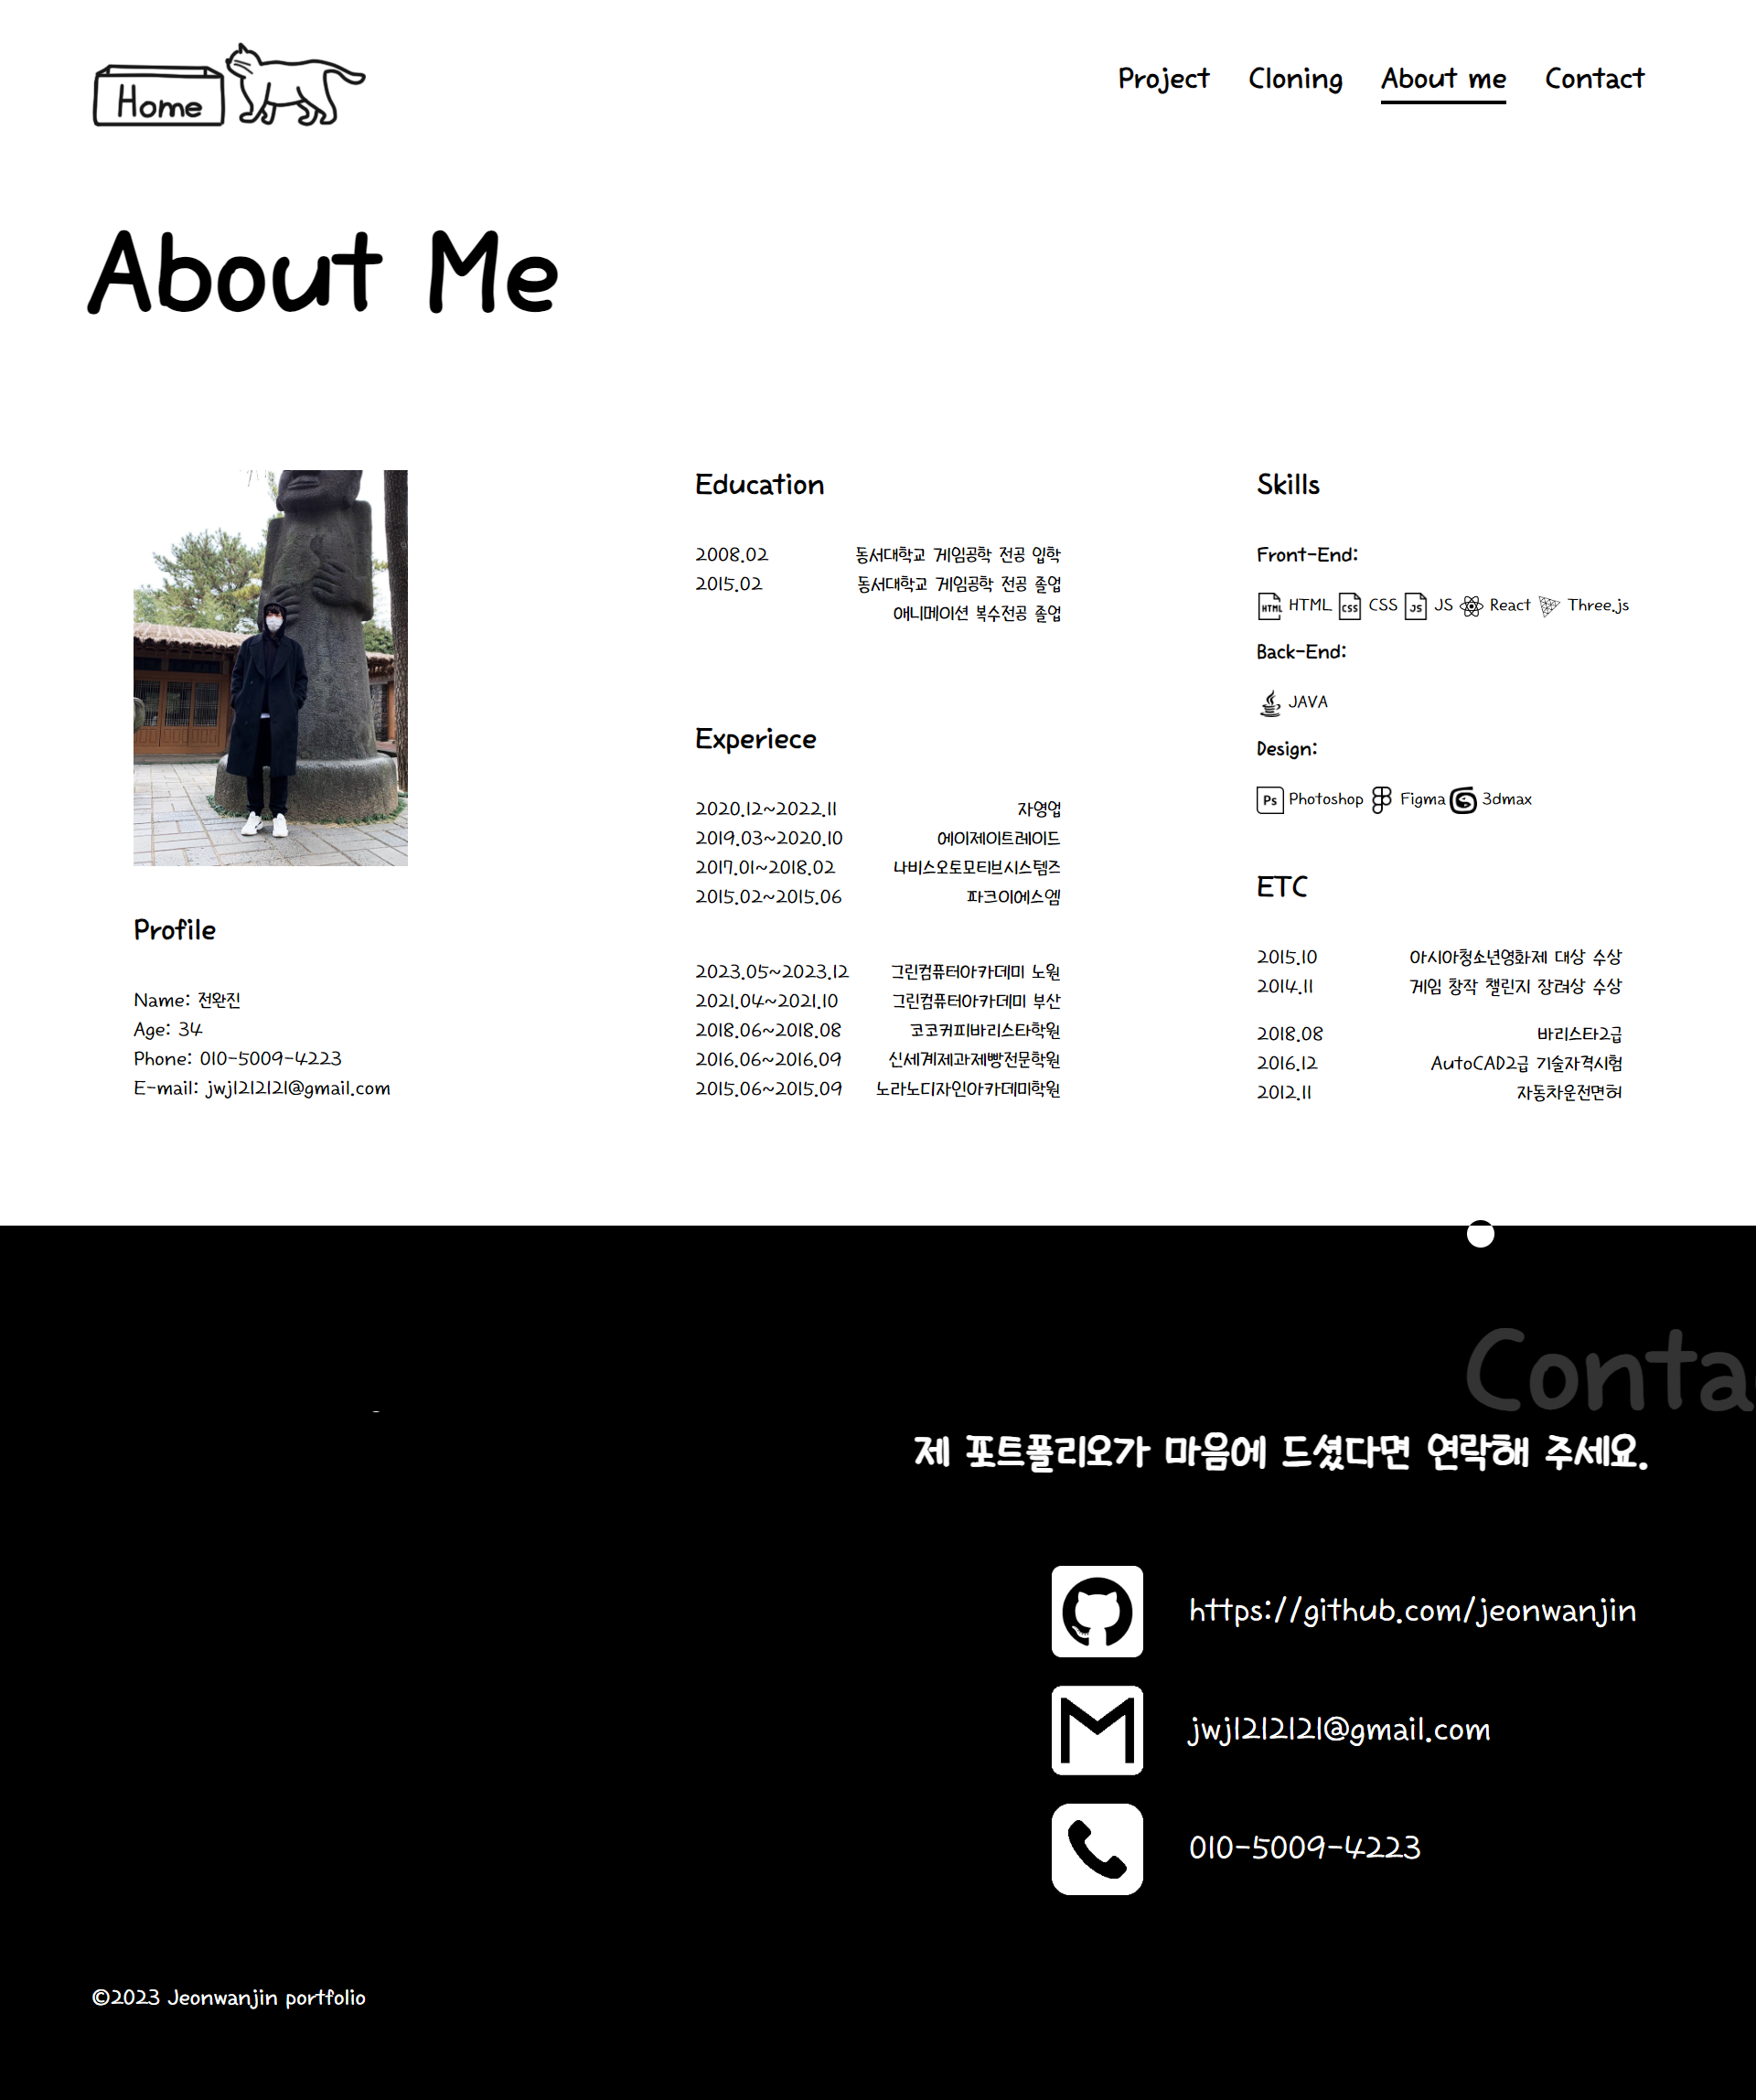 Home
Project Cloning About me Contact
About Me
Profile
Name: 전완진
Age: 34
Phone: 010-5009-4223
E-mail: jwj1212121@gmail.com
Education
2008.02 동서대학교 게임공학 전공 입학
2015.02 동서대학교 게임공학 전공 졸업
애니메이션 복수전공 졸업
Experiece
2020.12~2022.11 자영업
2019.03~2020.10 에이제이트레이드
2017.01~2018.02 나비스오토모티브시스템즈
2015.02~2015.06 파크이에스엠
2023.05~2023.12 그린컴퓨터아카데미 노원
2021.04~2021.10 그린컴퓨터아카데미 부산
2018.06~2018.08 코코커피바리스타학원
2016.06~2016.09 신세계제과제빵전문학원
2015.06~2015.09 노라노디자인아카데미학원
Skills
Front-End:
HTML HTML CSS CSS JS JS React Three.js
Back-End:
JAVA
Design:
Ps Photoshop Figma 3dmax
ETC
2015.10 아시아청소년영화제 대상 수상
2014.11 게임 창작 챌린지 장려상 수상
2018.08 바리스타2급
2016.12 AutoCAD2급 기술자격시험
2012.11 자동차운전면허
Conta
제 포트폴리오가 마음에 드셨다면 연락해 주세요.
https://github.com/jeonwanjin
jwj1212121@gmail.com
010-5009-4223
©2023 Jeonwanjin portfolio